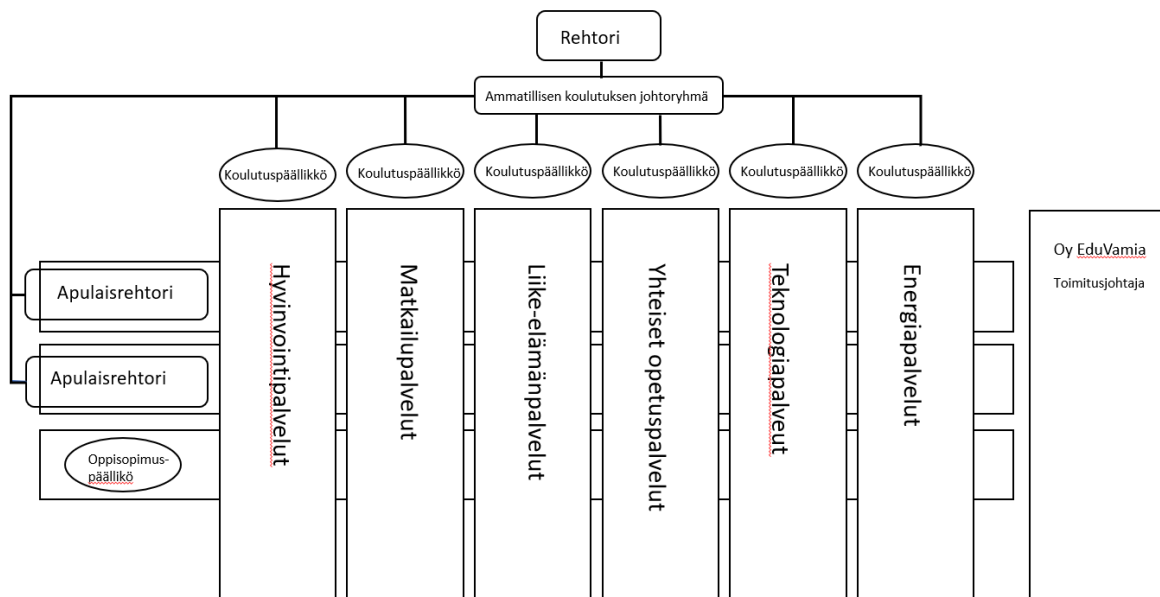 Rehtori
Ammatillisen koulutuksen johtoryhmä
Koulutuspäällikkö
Koulutuspäällikkö
Koulutuspäällikkö
Koulutuspäällikkö
Koulutuspäällikkö
Koulutuspäällikkö
Hyvinvointipalvelut
Matkailupalvelut
Liike-elämänpalvelut
Yhteiset opetuspalvelut
Teknologiapalveut
Energiapalvelut
Oy EduVamia
Toimitusjohtaja
Apulaisrehtori
Apulaisrehtori
Oppisopimus-
päällikö